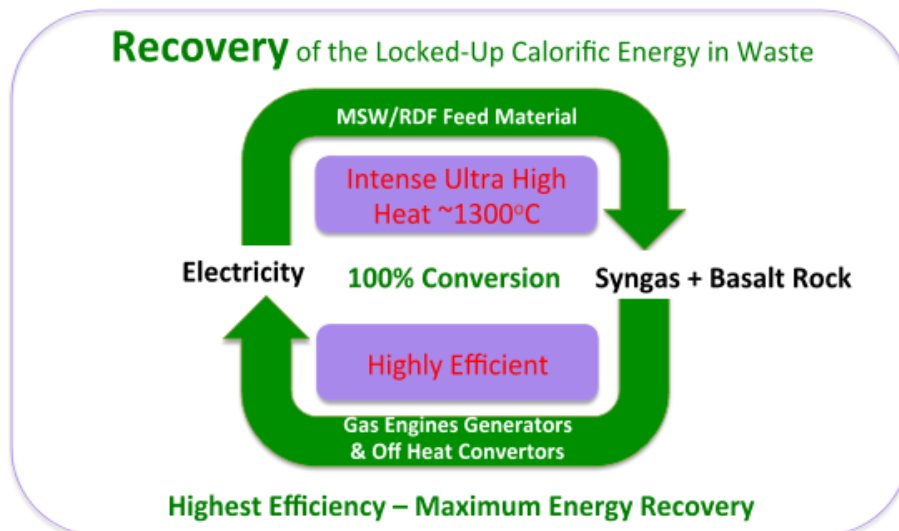 Recovery of the Locked-Up Calorific Energy in Waste
MSW/RDF Feed Material
Intense Ultra High
Heat ~1300°C
Electricity
100% Conversion
Syngas + Basalt Rock
Highly Efficient
Gas Engines Generators
& Off Heat Convertors
Highest Efficiency – Maximum Energy Recovery